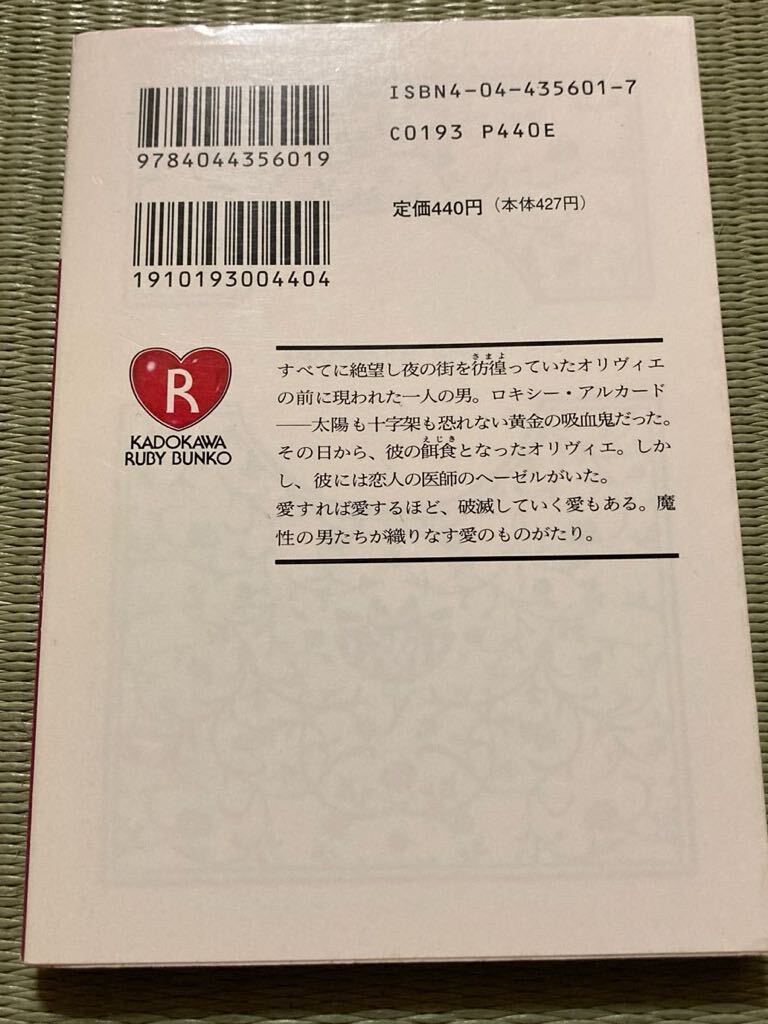 9784044356019
ISBN4-04-435601-7
C0193 P440E
1910193004404
定価440円（本体427円）
R
KADOKAWA
RUBY BUNKO
すべてに絶望し夜の街を彷徨っていたオリヴィエ
さまよ
の前に現われた一人の男。ロキシー・アルカード
──太陽も十字架も恐れない黄金の吸血鬼だった。
その日から、彼の餌食となったオリヴィエ。しか
えじき
し、彼には恋人の医師のヘーゼルがいた。
愛すれば愛するほど、破滅していく愛もある。魔
性の男たちが織りなす愛のものがたり。